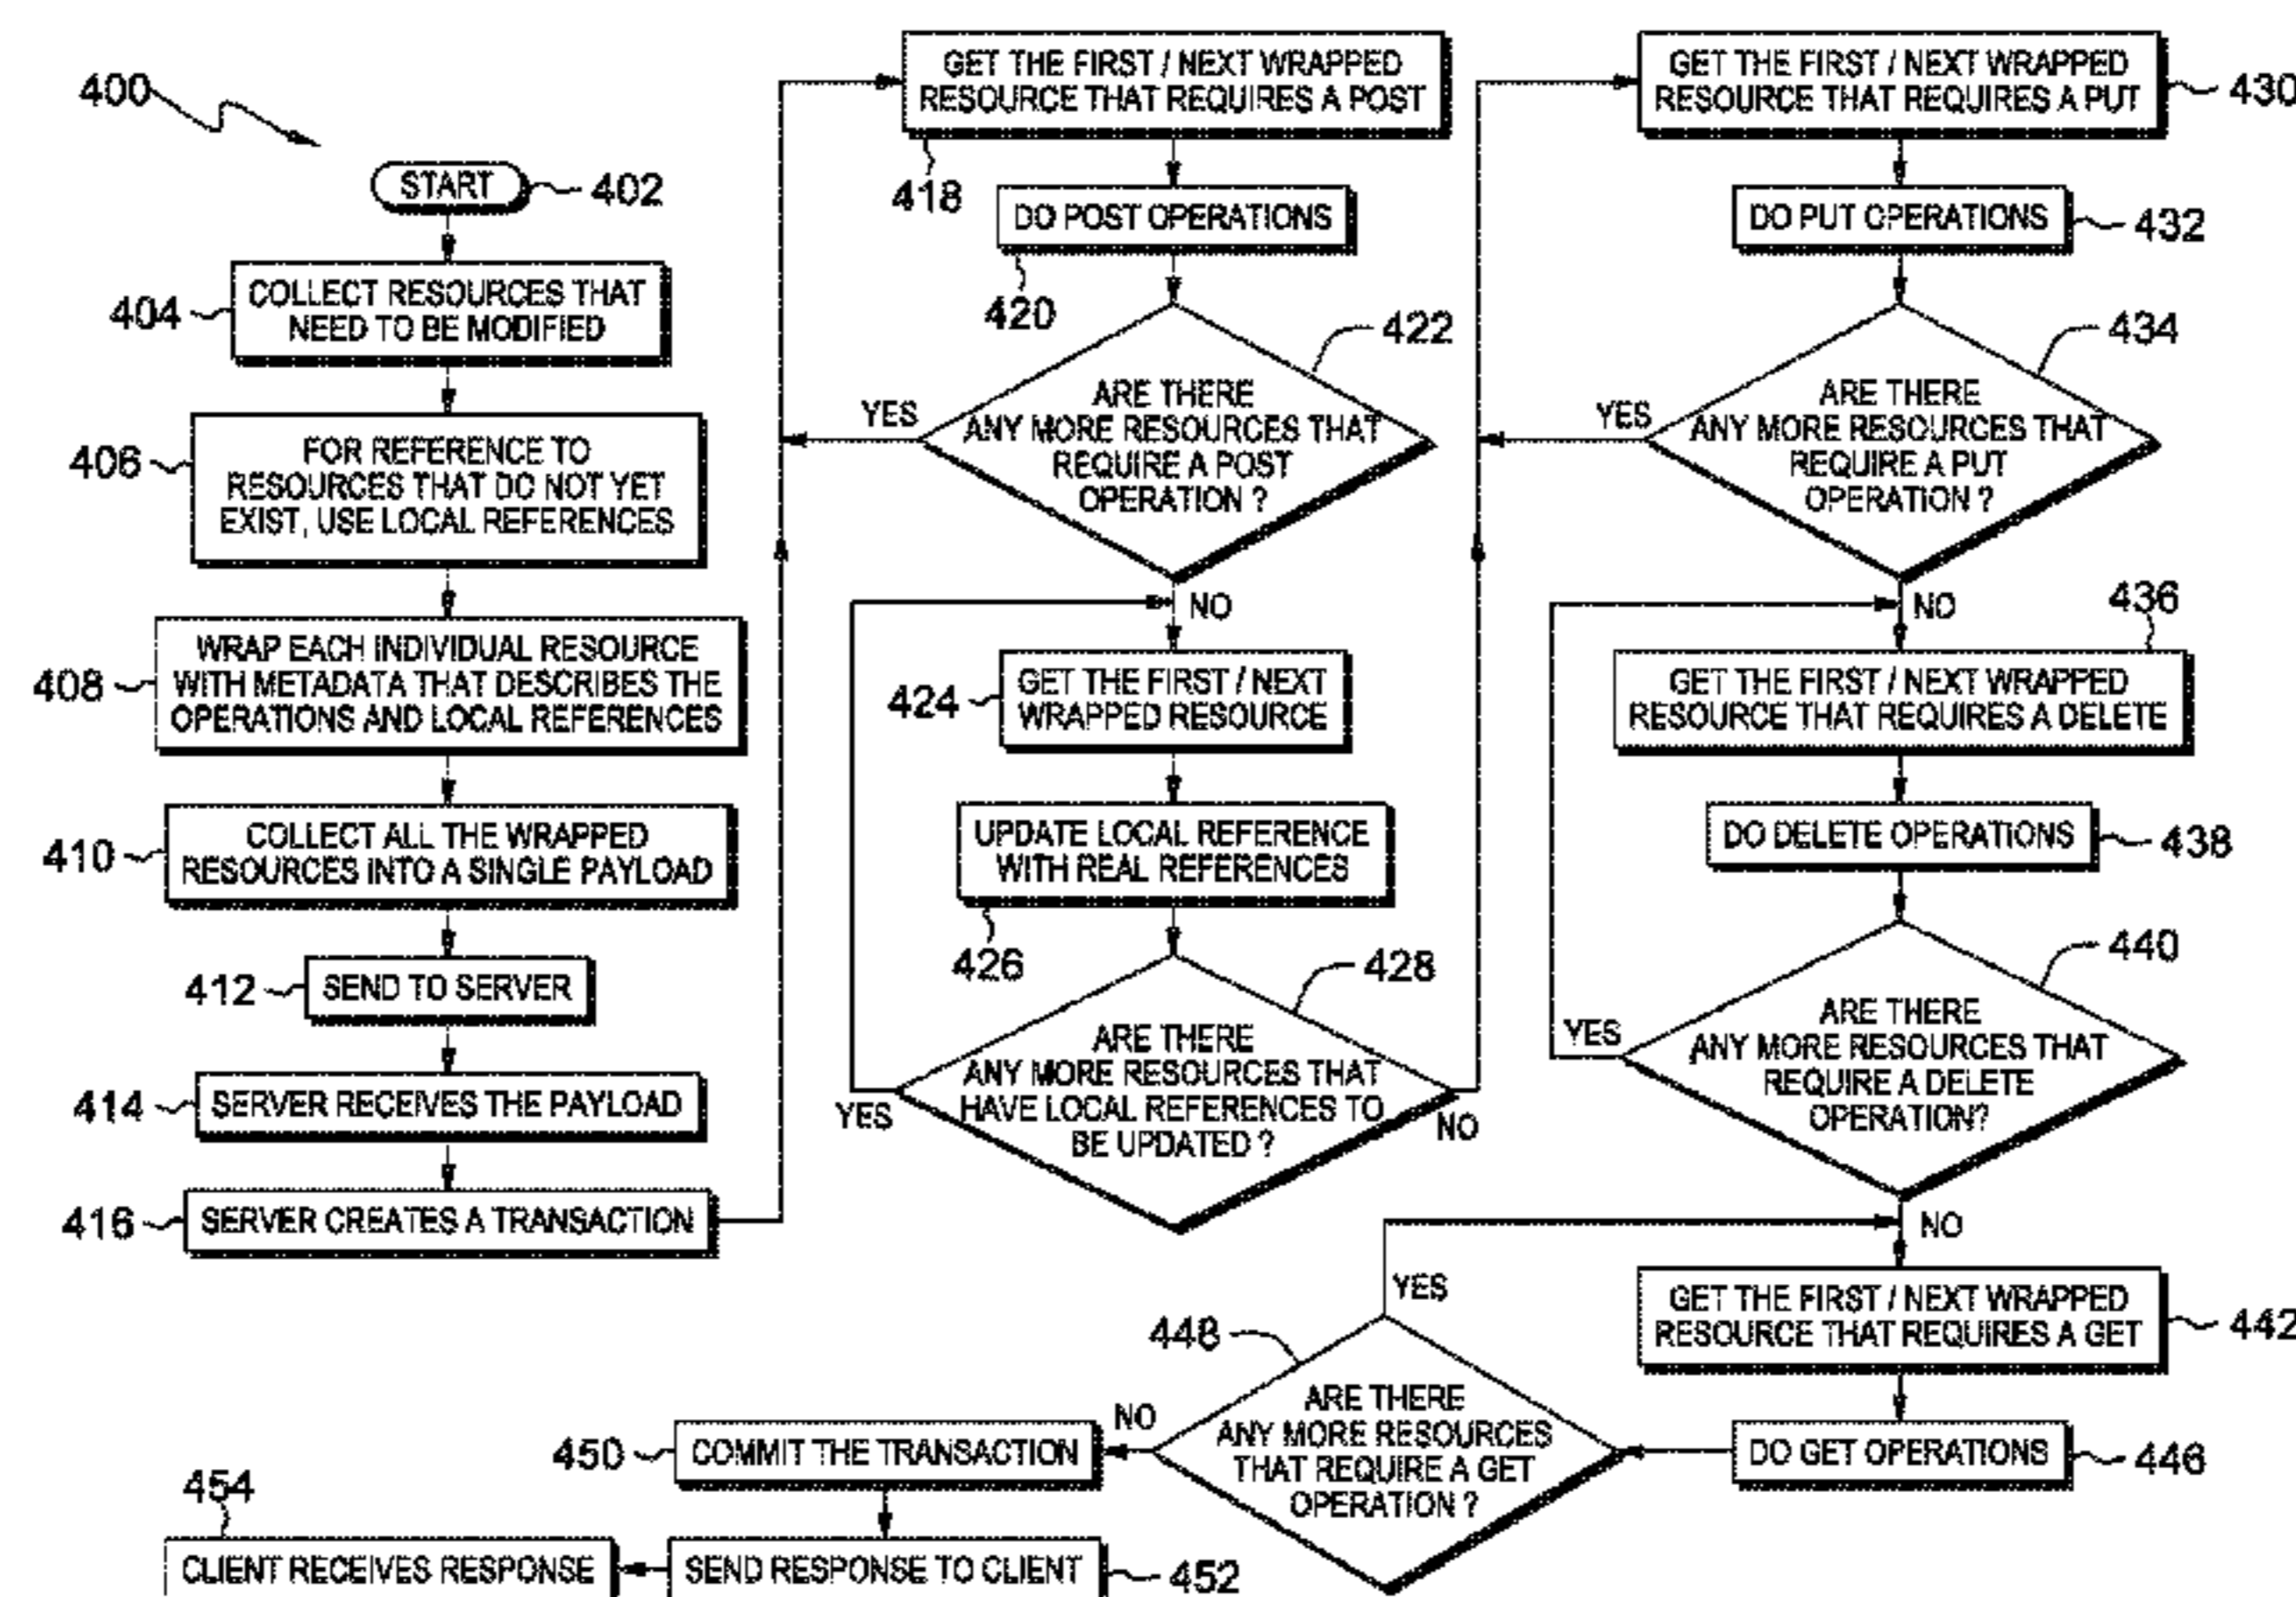 400
START
402
404
COLLECT RESOURCES THAT
NEED TO BE MODIFIED
406
FOR REFERENCE TO
RESOURCES THAT DO NOT YET
EXIST, USE LOCAL REFERENCES
408
WRAP EACH INDIVIDUAL RESOURCE
WITH METADATA THAT DESCRIBES THE
OPERATIONS AND LOCAL REFERENCES
410
COLLECT ALL THE WRAPPED
RESOURCES INTO A SINGLE PAYLOAD
412
SEND TO SERVER
414
SERVER RECEIVES THE PAYLOAD
416
SERVER CREATES A TRANSACTION
GET THE FIRST / NEXT WRAPPED
RESOURCE THAT REQUIRES A POST
418
DO POST OPERATIONS
420
422
ARE THERE
ANY MORE RESOURCES THAT
REQUIRE A POST
OPERATION ?
YES
NO
424
GET THE FIRST / NEXT
WRAPPED RESOURCE
UPDATE LOCAL REFERENCE
WITH REAL REFERENCES
426
428
ARE THERE
ANY MORE RESOURCES THAT
HAVE LOCAL REFERENCES TO
BE UPDATED ?
YES
NO
GET THE FIRST / NEXT WRAPPED
RESOURCE THAT REQUIRES A PUT
430
DO PUT OPERATIONS
432
434
ARE THERE
ANY MORE RESOURCES THAT
REQUIRE A PUT
OPERATION ?
YES
NO
436
GET THE FIRST / NEXT WRAPPED
RESOURCE THAT REQUIRES A DELETE
DO DELETE OPERATIONS
438
440
ARE THERE
ANY MORE RESOURCES THAT
REQUIRE A DELETE
OPERATION?
YES
NO
GET THE FIRST / NEXT WRAPPED
RESOURCE THAT REQUIRES A GET
442
DO GET OPERATIONS
446
448
ARE THERE
ANY MORE RESOURCES
THAT REQUIRE A GET
OPERATION ?
YES
NO
450
COMMIT THE TRANSACTION
SEND RESPONSE TO CLIENT
452
454
CLIENT RECEIVES RESPONSE